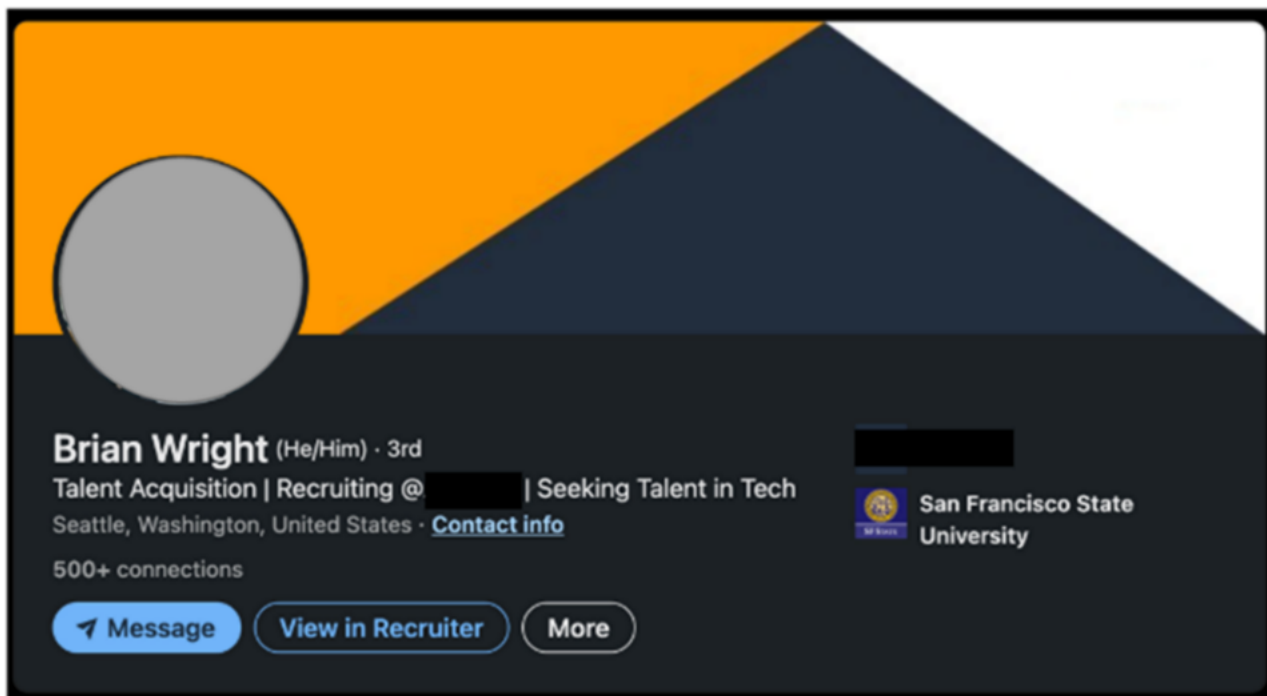 Brian Wright (He/Him) · 3rd
Talent Acquisition | Recruiting @ | Seeking Talent in Tech
Seattle, Washington, United States · Contact info
500+ connections
Message
View in Recruiter
More
San Francisco State
University